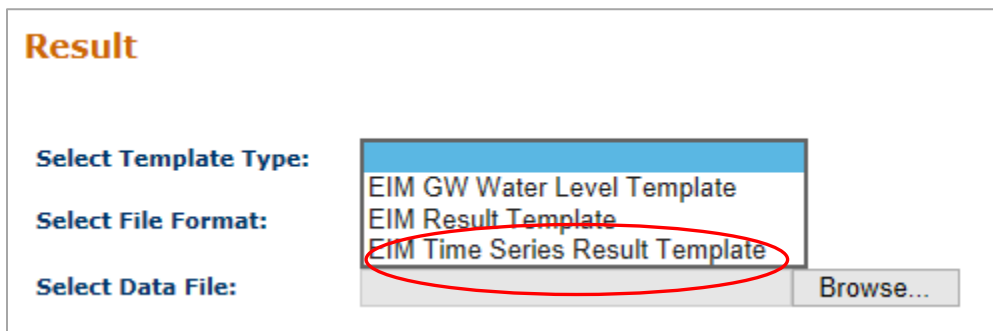 Result
Select Template Type:
EIM GW Water Level Template
Select File Format:
EIM Result Template
EIM Time Series Result Template
Select Data File:
Browse...